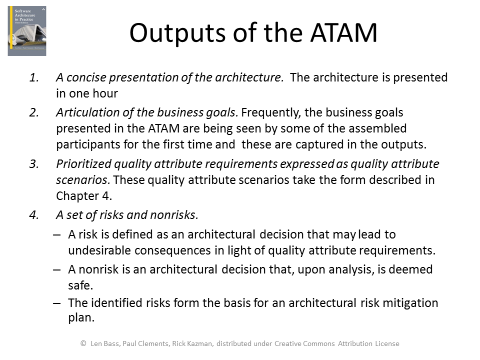 Software
Architecture
in Practice
Outputs of the ATAM
1. A concise presentation of the architecture. The architecture is presented
in one hour
2. Articulation of the business goals. Frequently, the business goals
presented in the ATAM are being seen by some of the assembled
participants for the first time and these are captured in the outputs.
3. Prioritized quality attribute requirements expressed as quality attribute
scenarios. These quality attribute scenarios take the form described in
Chapter 4.
4. A set of risks and nonrisks.
– A risk is defined as an architectural decision that may lead to
undesirable consequences in light of quality attribute requirements.
– A nonrisk is an architectural decision that, upon analysis, is deemed
safe.
– The identified risks form the basis for an architectural risk mitigation
plan.
© Len Bass, Paul Clements, Rick Kazman, distributed under Creative Commons Attribution License